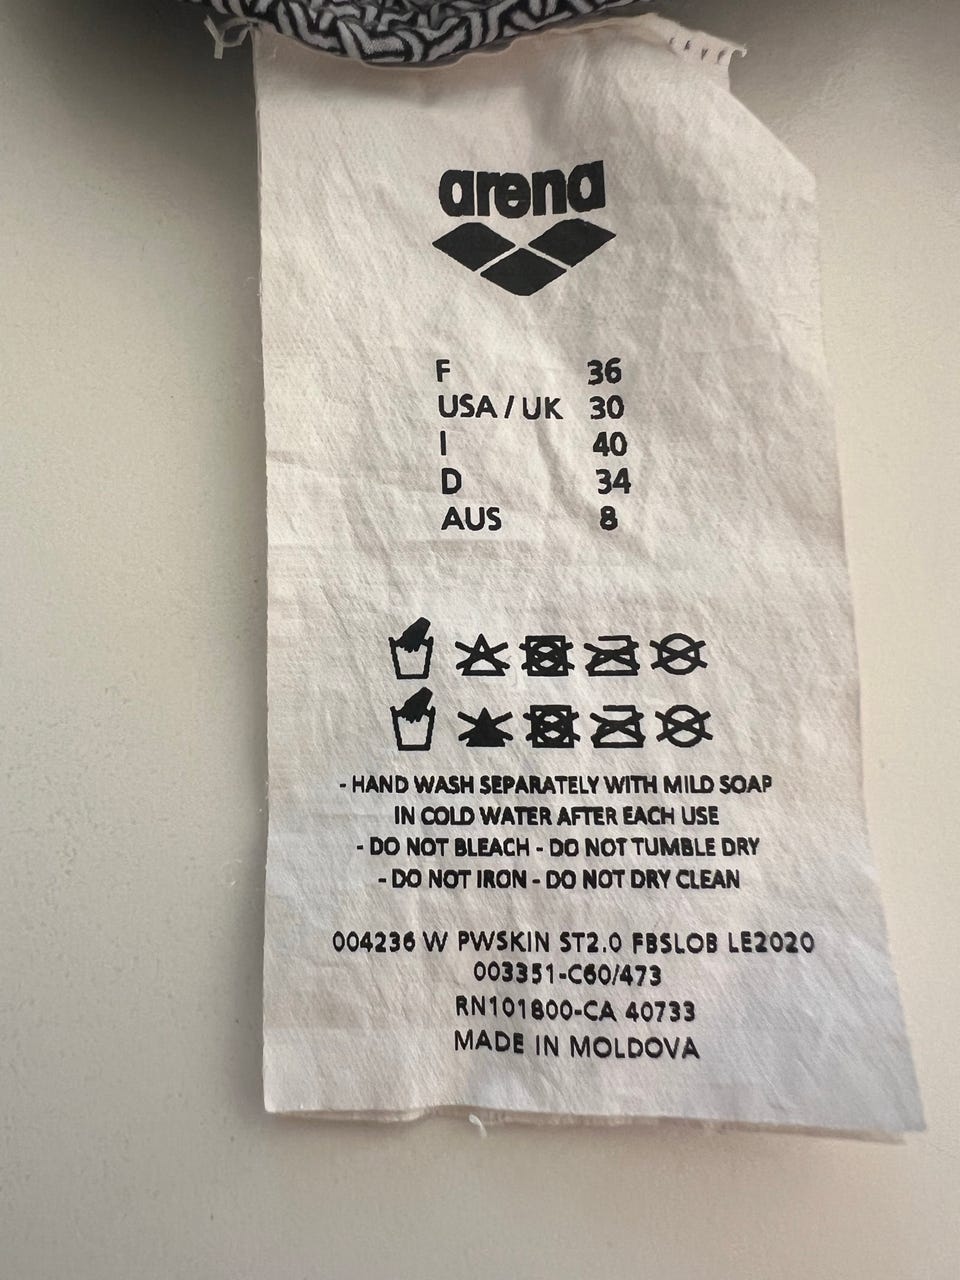 arena
F 36
USA / UK 30
I 40
D 34
AUS 8
- HAND WASH SEPARATELY WITH MILD SOAP
IN COLD WATER AFTER EACH USE
- DO NOT BLEACH - DO NOT TUMBLE DRY
- DO NOT IRON - DO NOT DRY CLEAN
004236 W PWSKIN ST2.0 FBSLOB LE2020
003351-C60/473
RN101800-CA 40733
MADE IN MOLDOVA